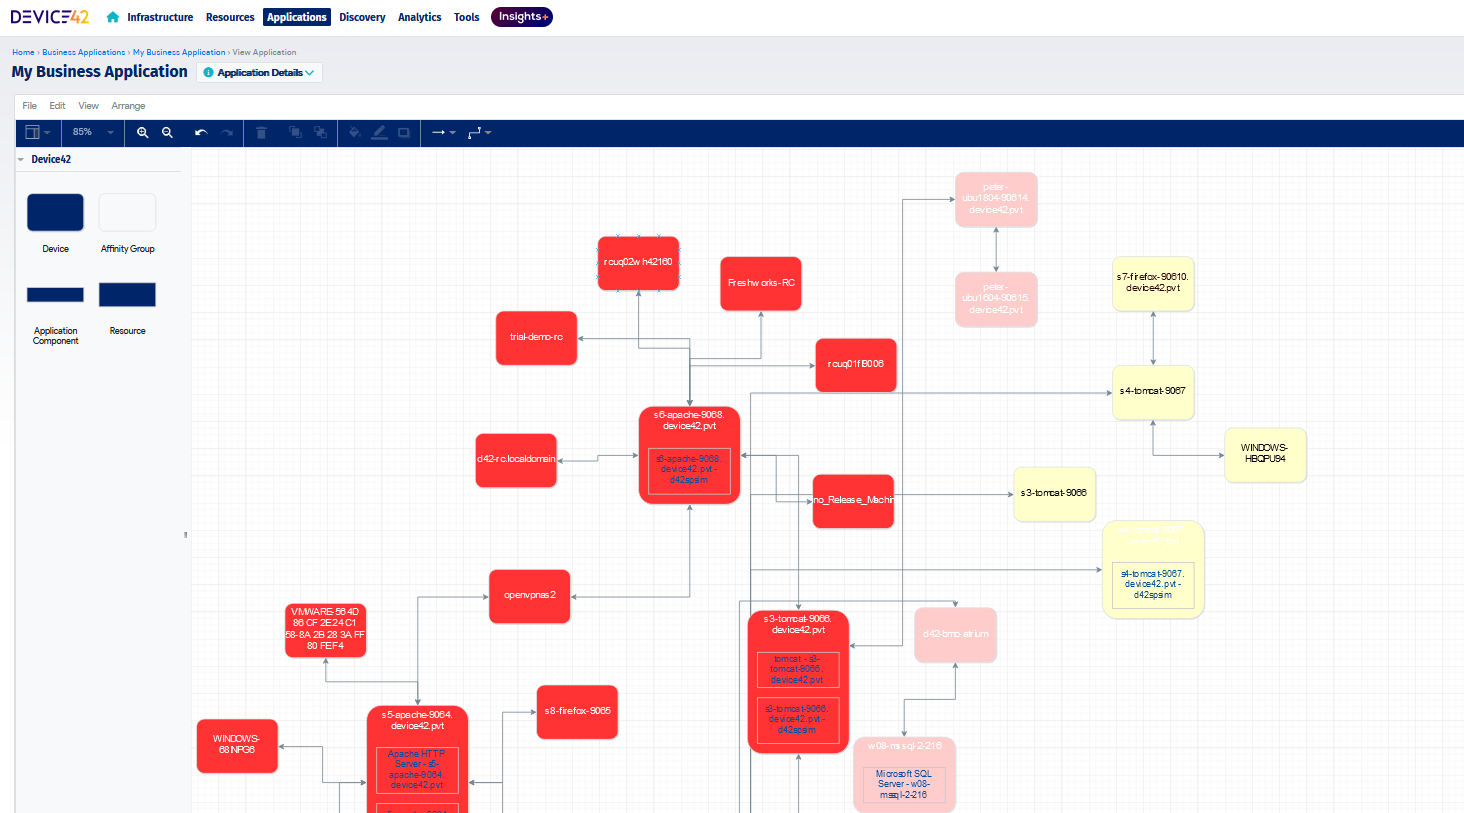 DEVICE42
Infrastructure Resources Applications Discovery Analytics Tools Insights+
Home › Business Applications › My Business Application › View Application
My Business Application
Application Details
File Edit View Arrange
85%
Device42
Device
Affinity Group
Application
Component
Resource
peter-
ubu1804-90614.
device42.pvt
peter-
ubu1604-90615.
device42.pvt
rcuq02wh42160
Freshworks-RC
s7-firefox-90610.
device42.pvt
trial-demo-rc
s4-tomcat-9067
s6-apache-9068.
device42.pvt
s6-apache-9068.
device42.pvt -
d42spsim
d42-rc.localdomain
WINDOWS-
HBQPU94
no_Release_Machin
s3-tomcat-9066
s4-tomcat-9067.
device42.pvt -
d42spsim
openvpnas2
VMWARE-56 4D
86 CF 2E 24 C1
58-8A 2B 28 3A FF
80 FE F4
s3-tomcat-9066.
device42.pvt
tomcat - s3-
tomcat-9066.
device42.pvt
s3-tomcat-9066.
device42.pvt -
d42spsim
d42-bmc-atrium
s5-apache-9064.
device42.pvt
Apache HTTP
Server - s5-
apache-9064.
device42.pvt
s8-firefox-9065
WINDOWS-
68INPG6
w08-mssql-2-216
Microsoft SQL
Server - w08-
mssql-2-216